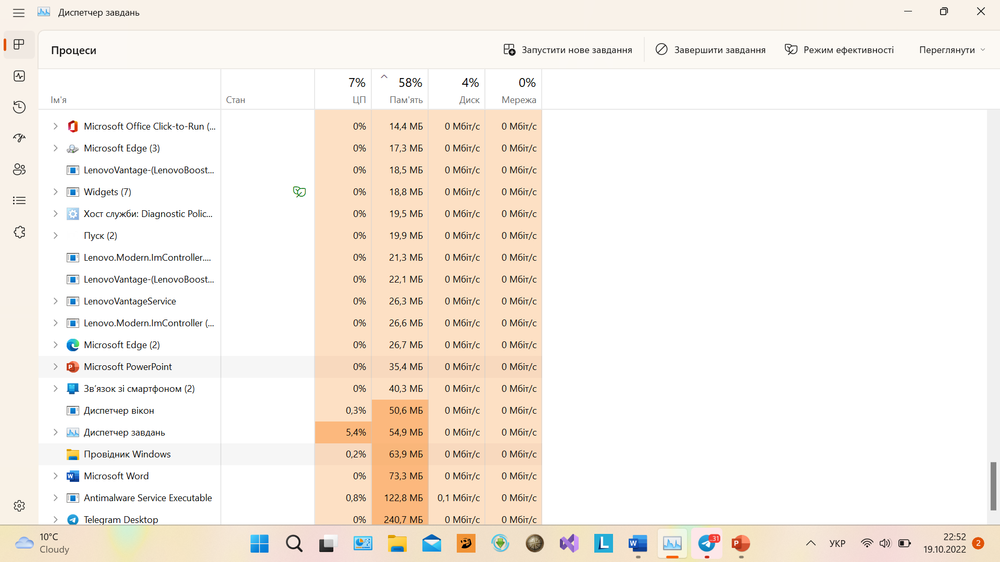 Диспетчер завдань
Процеси
Запустити нове завдання
Завершити завдання
Режим ефективності
Переглянути
7% 58% 4% 0%
Ім'я Стан ЦП Пам'ять Диск Мережа
Microsoft Office Click-to-Run (... 0% 14,4 МБ 0 Мбіт/с 0 Мбіт/с
Microsoft Edge (3) 0% 17,3 МБ 0 Мбіт/с 0 Мбіт/с
LenovoVantage-(LenovoBoost... 0% 18,5 МБ 0 Мбіт/с 0 Мбіт/с
Widgets (7) 0% 18,8 МБ 0 Мбіт/с 0 Мбіт/с
Хост служби: Diagnostic Polic... 0% 19,5 МБ 0 Мбіт/с 0 Мбіт/с
Пуск (2) 0% 19,9 МБ 0 Мбіт/с 0 Мбіт/с
Lenovo.Modern.ImController.... 0% 21,3 МБ 0 Мбіт/с 0 Мбіт/с
LenovoVantage-(LenovoBoost... 0% 22,1 МБ 0 Мбіт/с 0 Мбіт/с
LenovoVantageService 0% 26,3 МБ 0 Мбіт/с 0 Мбіт/с
Lenovo.Modern.ImController (... 0% 26,6 МБ 0 Мбіт/с 0 Мбіт/с
Microsoft Edge (2) 0% 26,7 МБ 0 Мбіт/с 0 Мбіт/с
Microsoft PowerPoint 0% 35,4 МБ 0 Мбіт/с 0 Мбіт/с
Зв’язок зі смартфоном (2) 0% 40,3 МБ 0 Мбіт/с 0 Мбіт/с
Диспетчер вікон 0,3% 50,6 МБ 0 Мбіт/с 0 Мбіт/с
Диспетчер завдань 5,4% 54,9 МБ 0 Мбіт/с 0 Мбіт/с
Провідник Windows 0,2% 63,9 МБ 0 Мбіт/с 0 Мбіт/с
Microsoft Word 0% 73,3 МБ 0 Мбіт/с 0 Мбіт/с
Antimalware Service Executable 0,8% 122,8 МБ 0,1 Мбіт/с 0 Мбіт/с
Telegram Desktop 0% 240,7 МБ 0 Мбіт/с 0 Мбіт/с
10°C
Cloudy
L
W
..31
P
УКР
22:52
19.10.2022
2